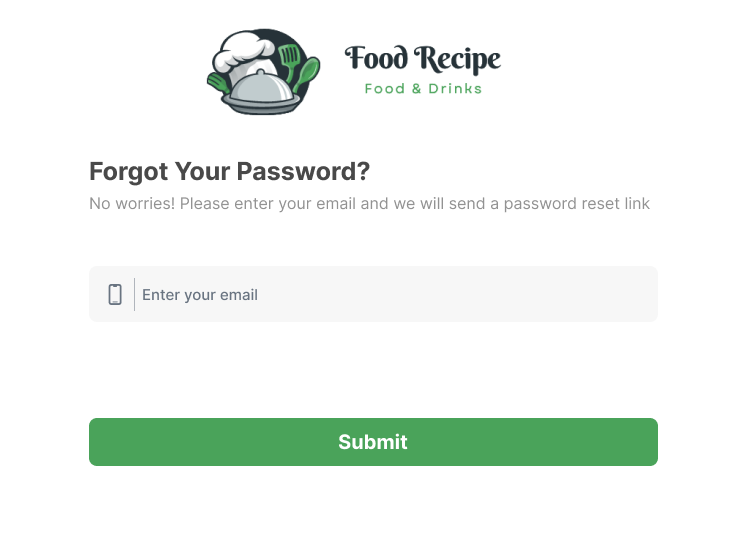 Food Recipe
Food & Drinks
Forgot Your Password?
No worries! Please enter your email and we will send a password reset link
Enter your email
Submit